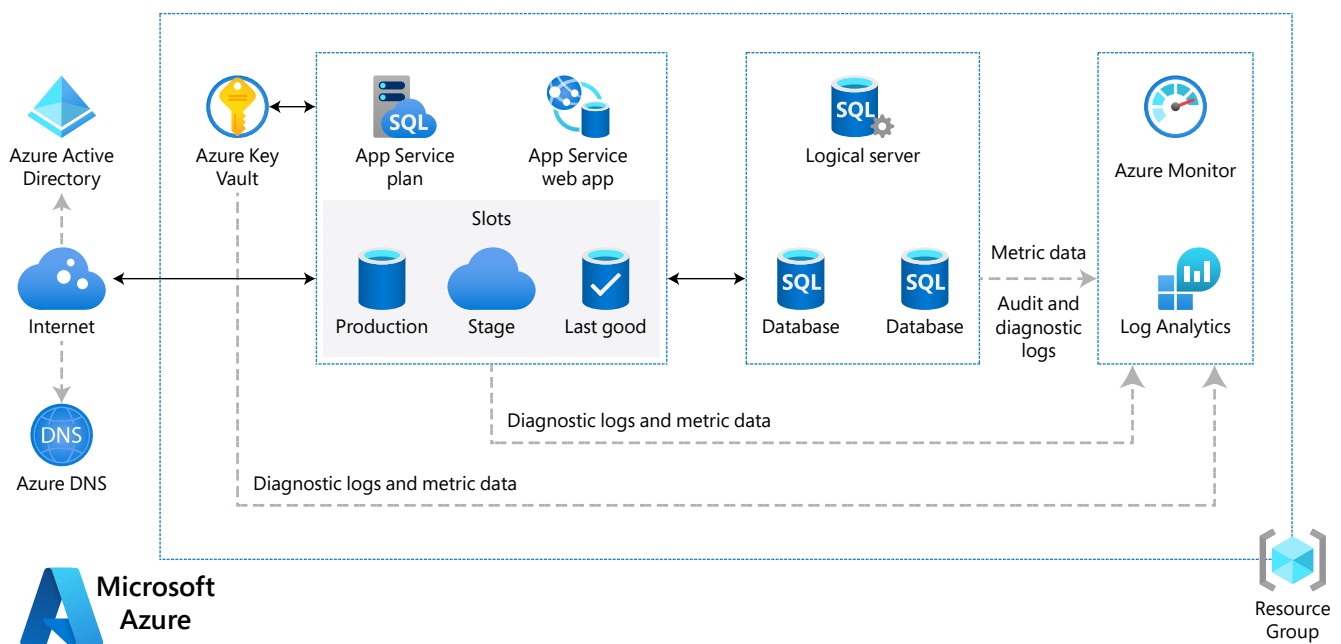 Azure Active
Directory
Azure Key
Vault
SQL
App Service
plan
App Service
web app
SQL
Logical server
Azure Monitor
Slots
Internet
Production
Stage
Last good
SQL
Database
SQL
Database
Metric data
Audit and
diagnostic
logs
Log Analytics
DNS
Azure DNS
Diagnostic logs and metric data
Diagnostic logs and metric data
Microsoft
Azure
Resource
Group